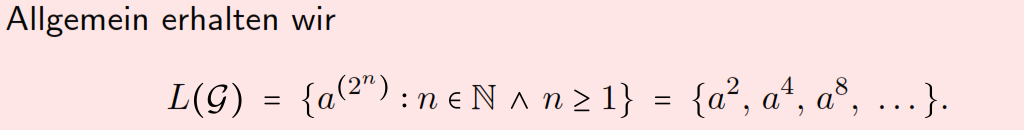 Allgemein erhalten wir
L(𝒢) = {a^(2^n) : n ∈ ℕ ∧ n ≥ 1} = {a², a⁴, a⁸, ...}.